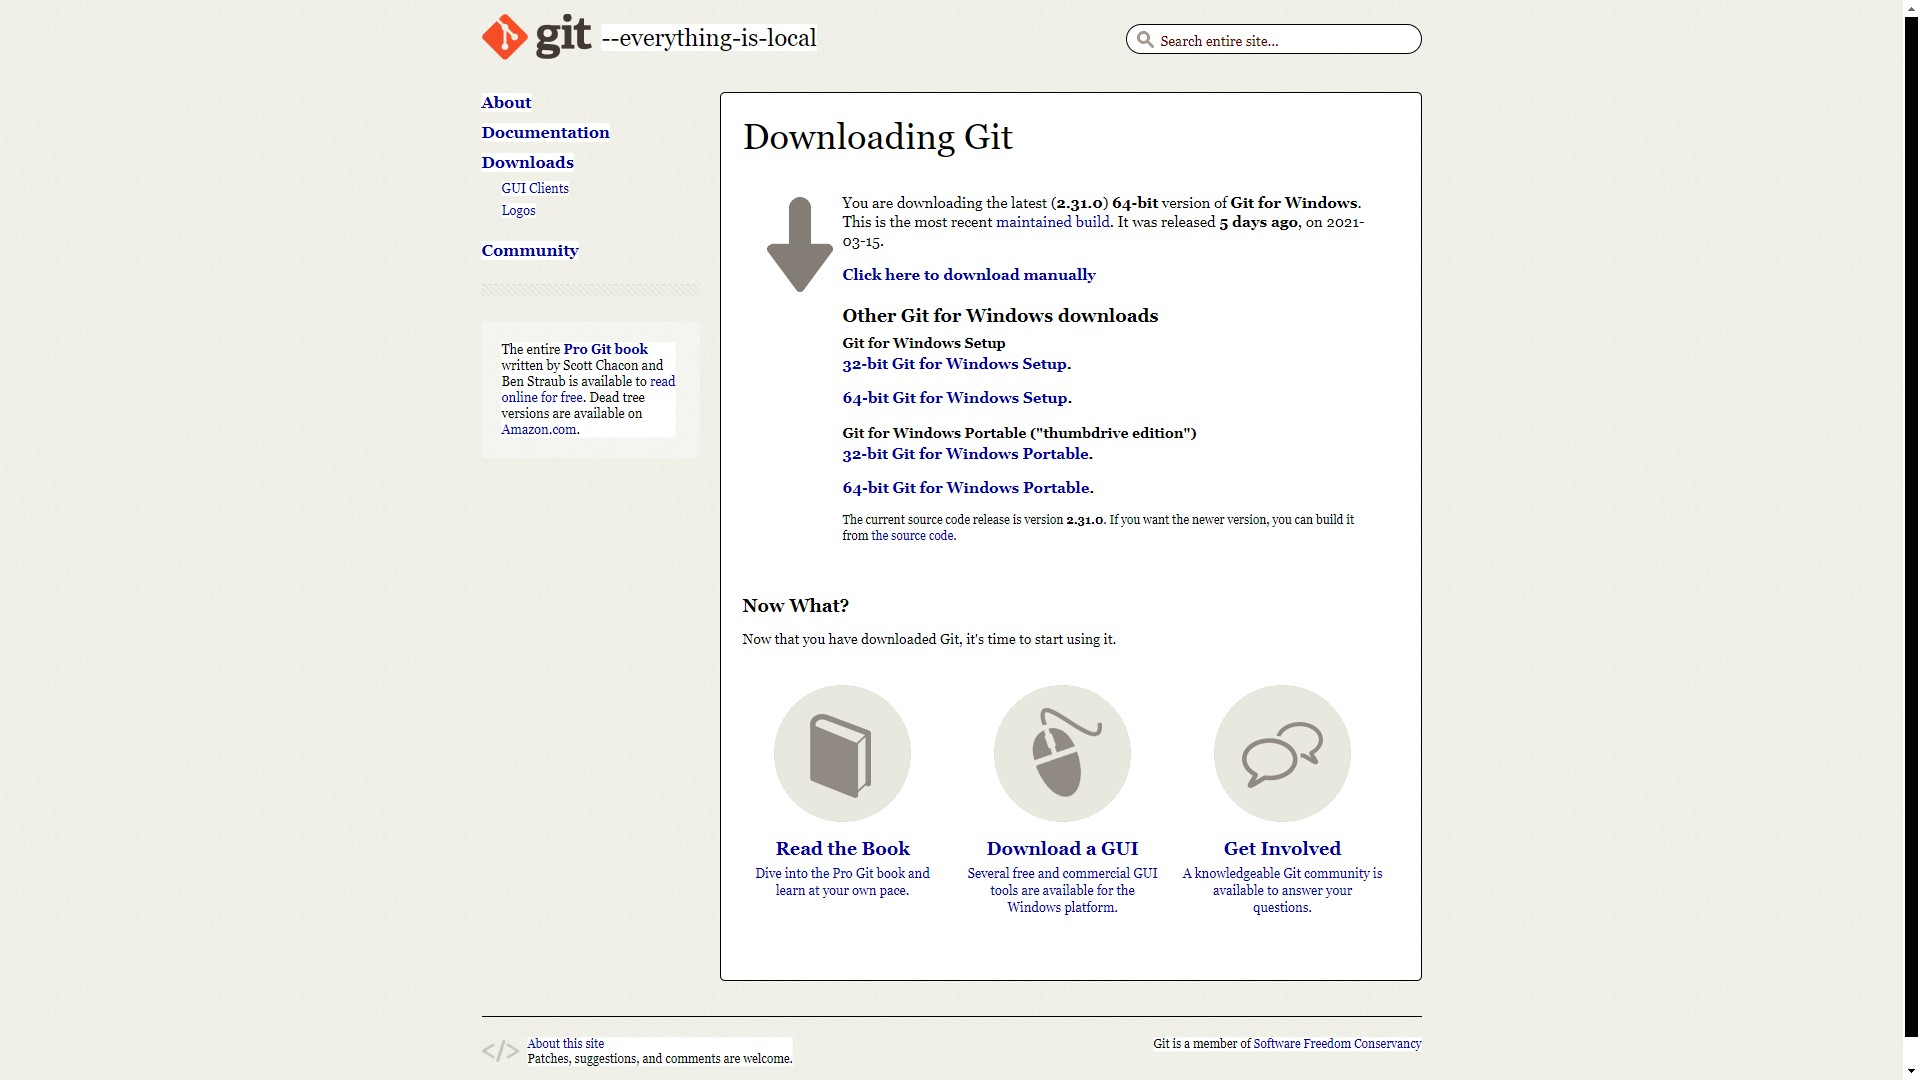 git --everything-is-local
Search entire site...
About
Documentation
Downloads
GUI Clients
Logos
Community
The entire Pro Git book
written by Scott Chacon and
Ben Straub is available to read
online for free. Dead tree
versions are available on
Amazon.com.
Downloading Git
You are downloading the latest (2.31.0) 64-bit version of Git for Windows.
This is the most recent maintained build. It was released 5 days ago, on 2021-
03-15.
Click here to download manually
Other Git for Windows downloads
Git for Windows Setup
32-bit Git for Windows Setup.
64-bit Git for Windows Setup.
Git for Windows Portable ("thumbdrive edition")
32-bit Git for Windows Portable.
64-bit Git for Windows Portable.
The current source code release is version 2.31.0. If you want the newer version, you can build it
from the source code.
Now What?
Now that you have downloaded Git, it's time to start using it.
Read the Book
Dive into the Pro Git book and
learn at your own pace.
Download a GUI
Several free and commercial GUI
tools are available for the
Windows platform.
Get Involved
A knowledgeable Git community is
available to answer your
questions.
</>
About this site
Patches, suggestions, and comments are welcome.
Git is a member of Software Freedom Conservancy